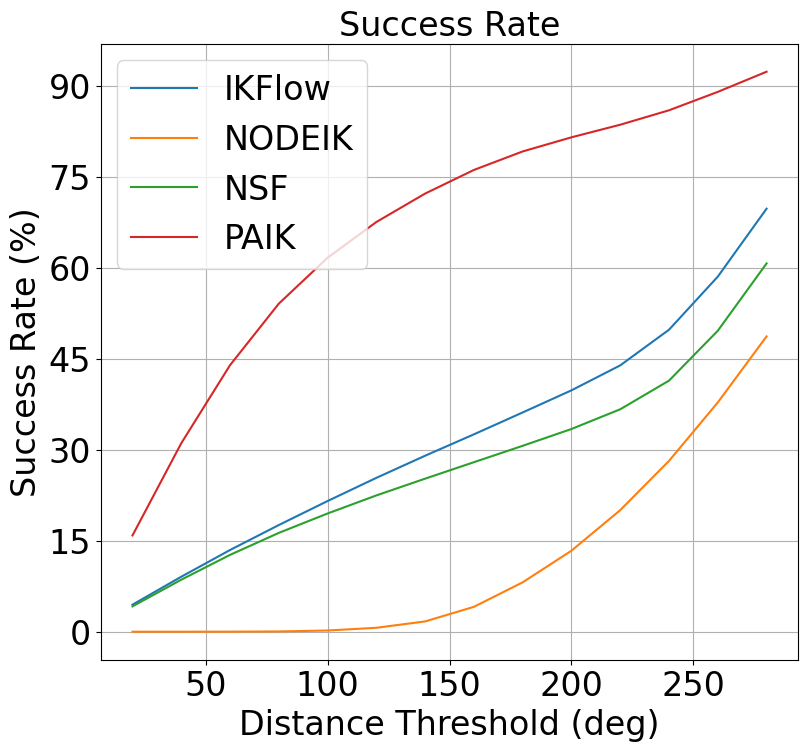 Success Rate
IKFlow
NODEIK
NSF
PAIK
90
75
60
45
30
15
0
Success Rate (%)
50 100 150 200 250
Distance Threshold (deg)